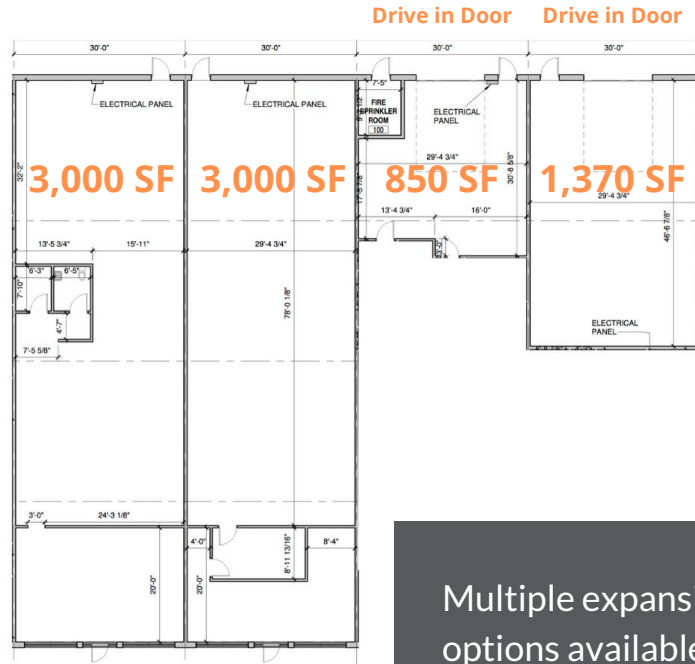 Drive in Door Drive in Door
30'-0" 30'-0" 30'-0" 30'-0"
ELECTRICAL PANEL
ELECTRICAL PANEL
7'-5"
9'-8 1/2"
FIRE
SPRINKLER
ROOM
100
ELECTRICAL
PANEL
32'-2"
3,000 SF 3,000 SF 850 SF 1,370 SF
29'-4 3/4"
30'-8 5/8"
17'-5 7/8"
29'-4 3/4"
13'-4 3/4" 16'-0"
46'-6 7/8"
13'-5 3/4" 15'-11" 29'-4 3/4"
3'-0"
6'-3" 6'-5"
7'-10"
78'-0 1/8"
4'-7"
ELECTRICAL
PANEL
7'-5 5/8"
3'-0" 24'-3 1/8"
4'-0" 8'-4"
8'-11 13/16"
20'-0" 20'-0"
Multiple expans
options available